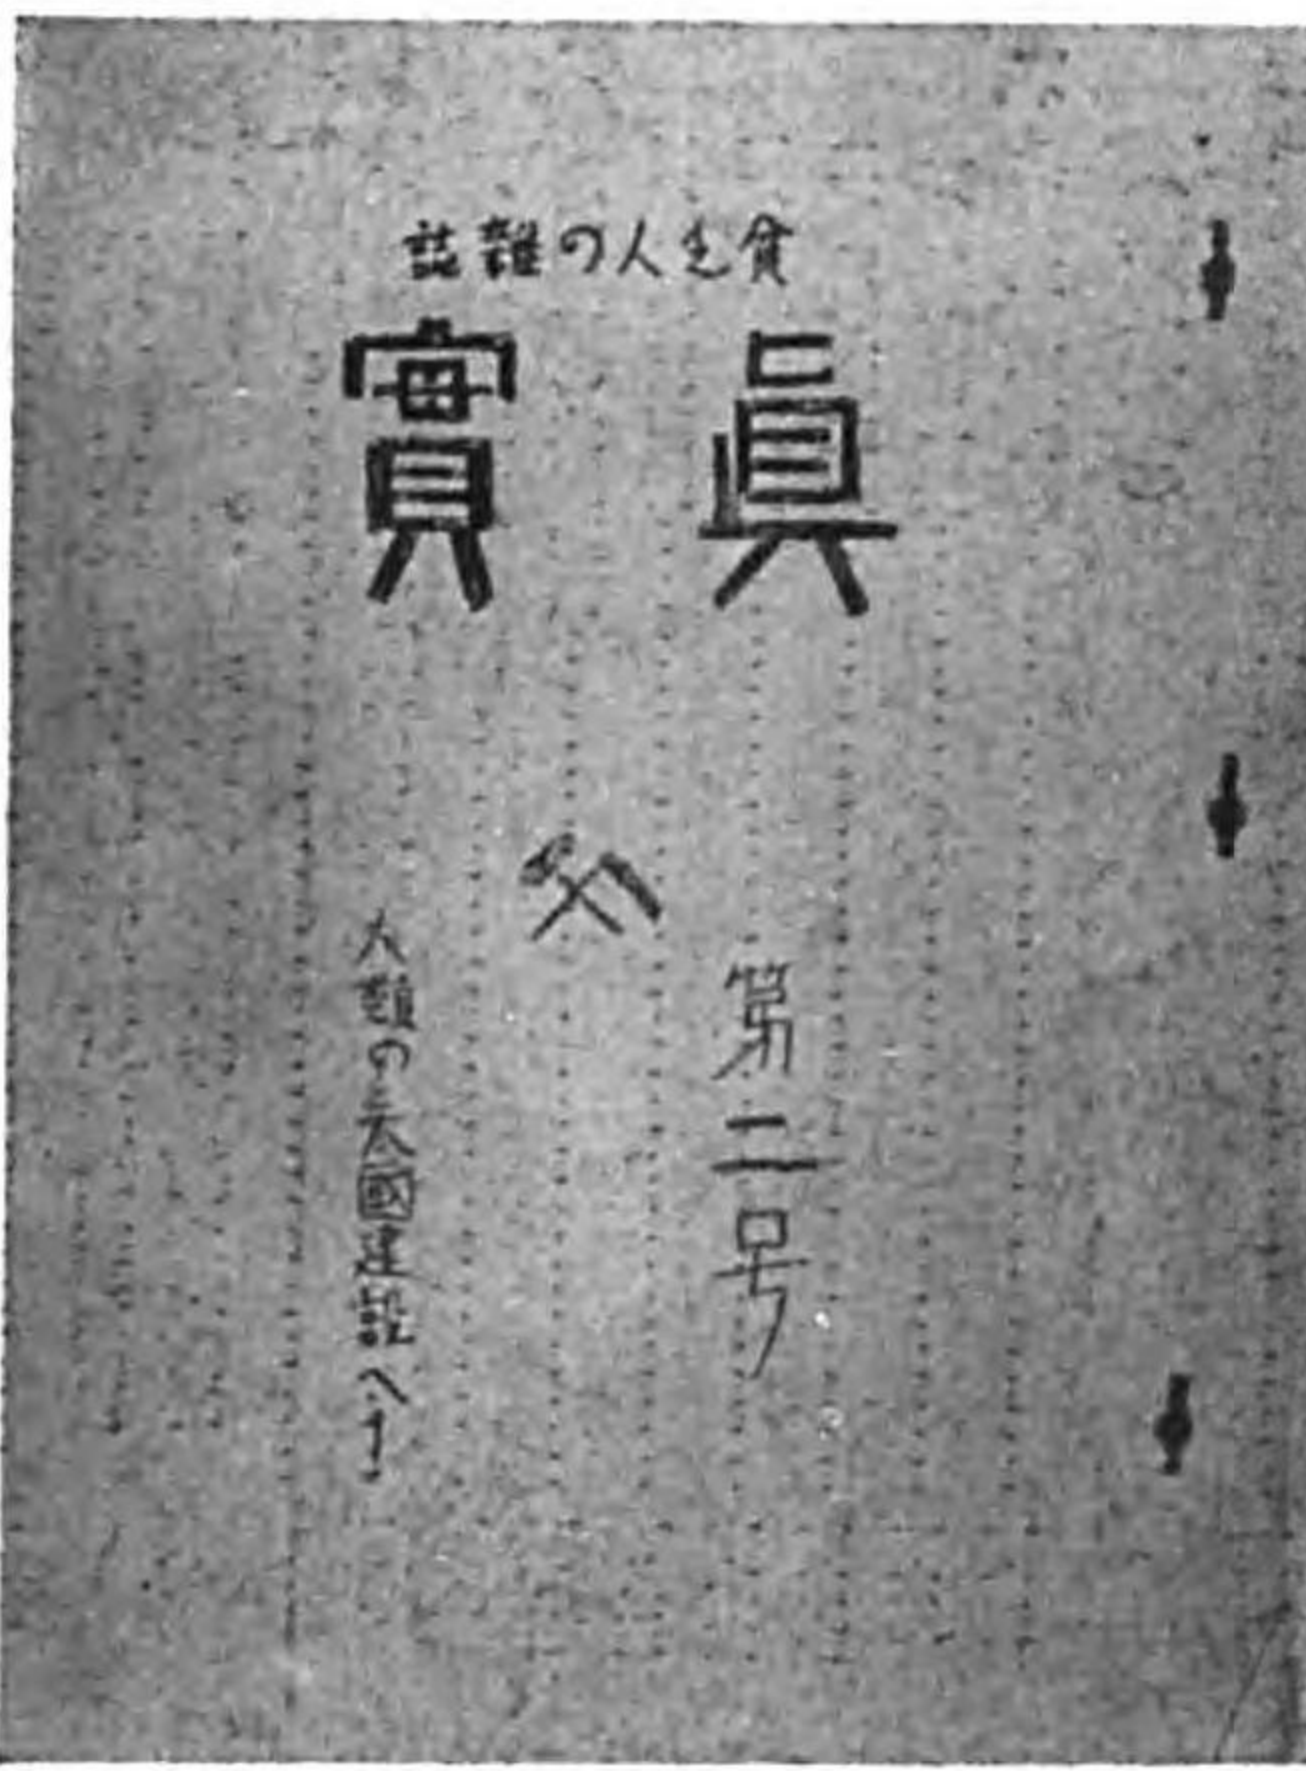 貧乏人の雜誌
眞實
第二号
人類の天國建設へ！